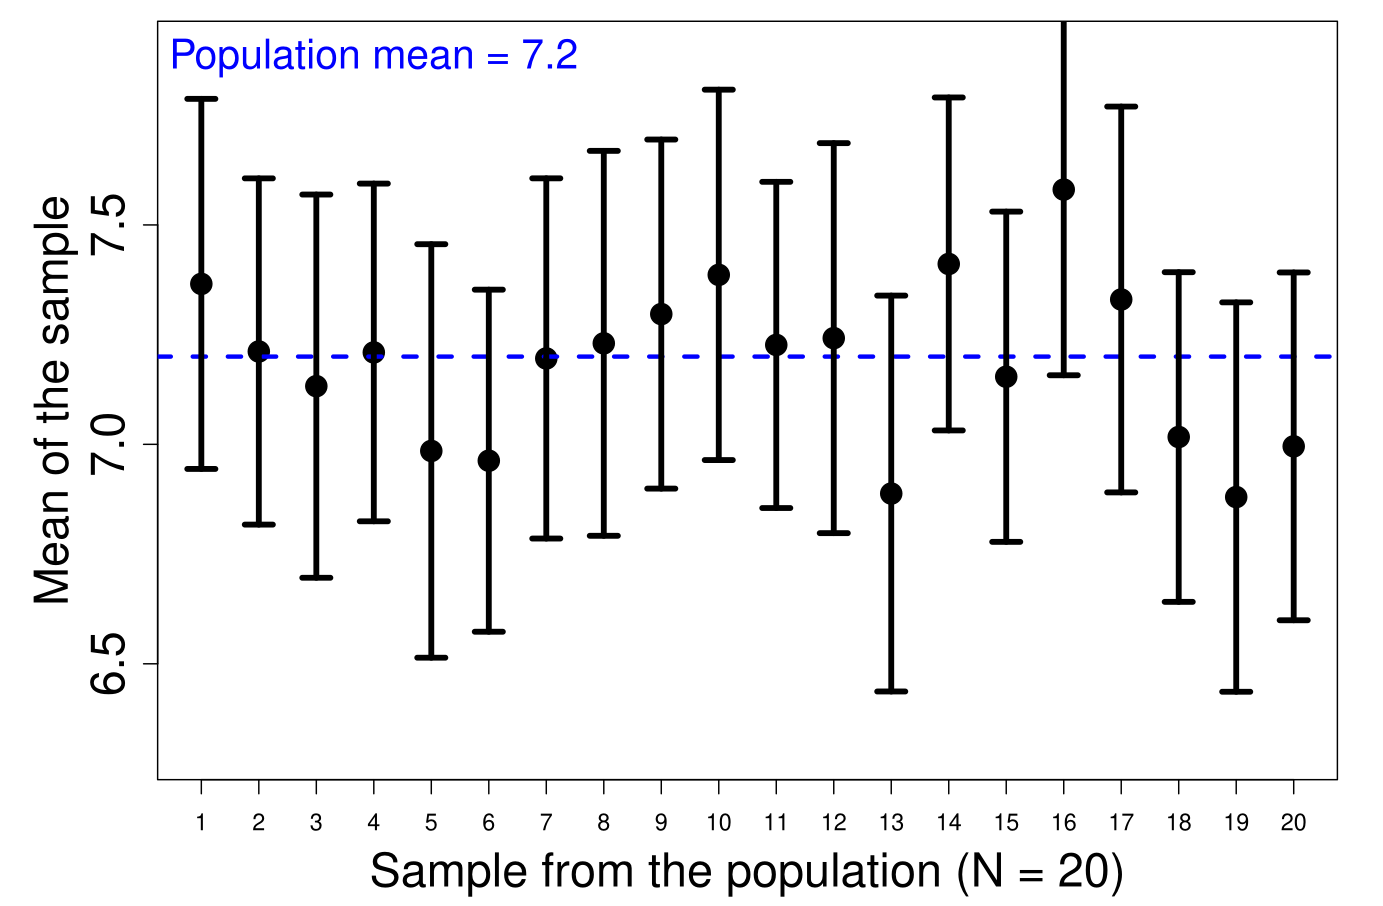 Population mean = 7.2
Mean of the sample
7.5
7.0
6.5
1 2 3 4 5 6 7 8 9 10 11 12 13 14 15 16 17 18 19 20
Sample from the population (N = 20)